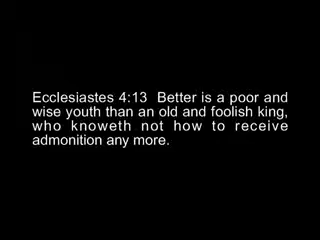 Ecclesiastes 4:13 Better is a poor and
wise youth than an old and foolish king,
who knoweth not how to receive
admonition any more.